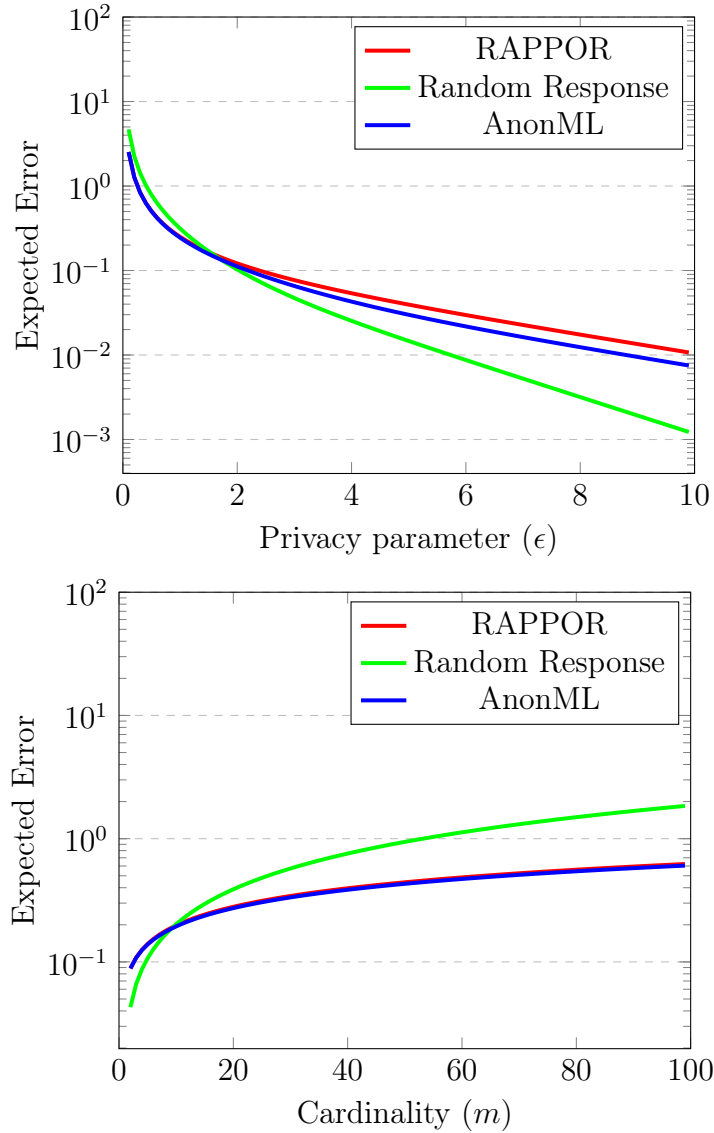 10^2
10^1
10^0
10^−1
10^−2
10^−3
Expected Error
RAPPOR
Random Response
AnonML
0 2 4 6 8 10
Privacy parameter (ϵ)
10^2
10^1
10^0
10^−1
Expected Error
RAPPOR
Random Response
AnonML
0 20 40 60 80 100
Cardinality (m)